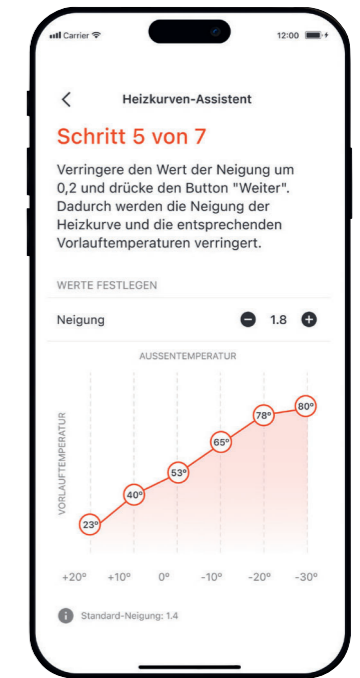 Carrier 12:00
Heizkurven-Assistent
Schritt 5 von 7
Verringere den Wert der Neigung um
0,2 und drücke den Button "Weiter".
Dadurch werden die Neigung der
Heizkurve und die entsprechenden
Vorlauftemperaturen verringert.
WERTE FESTLEGEN
Neigung 1.8
AUSSENTEMPERATUR
VORLAUFTEMPERATUR
23° 40° 53° 65° 78° 80°
+20° +10° 0° -10° -20° -30°
Standard-Neigung: 1.4